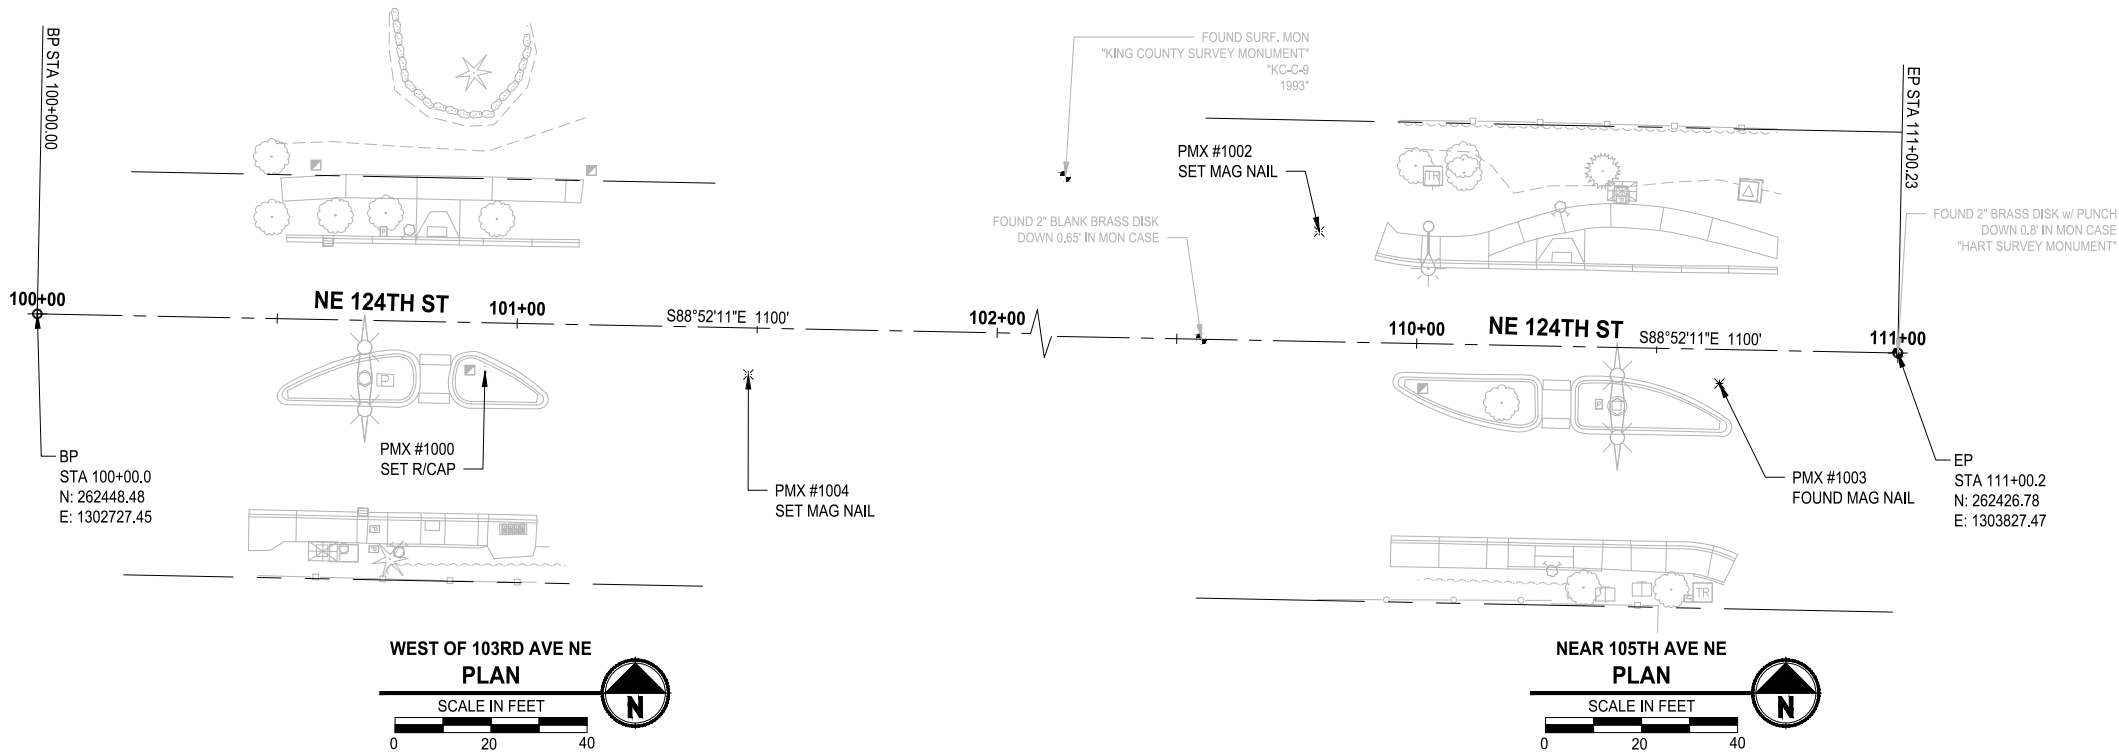 BP STA 100+00.00
FOUND SURF. MON
"KING COUNTY SURVEY MONUMENT"
"KC-C-9
1993"
EP STA 111+00.23
PMX #1002
SET MAG NAIL
TR
FOUND 2" BLANK BRASS DISK
DOWN 0.65' IN MON CASE
FOUND 2" BRASS DISK w/ PUNCH
DOWN 0.8' IN MON CASE
"HART SURVEY MONUMENT"
P
100+00
NE 124TH ST
101+00
S88°52'11"E 1100'
102+00
110+00
NE 124TH ST
S88°52'11"E 1100'
111+00
P
P
PMX #1000
SET R/CAP
BP
STA 100+00.0
N: 262448.48
E: 1302727.45
PMX #1004
SET MAG NAIL
PMX #1003
FOUND MAG NAIL
EP
STA 111+00.2
N: 262426.78
E: 1303827.47
TR
WEST OF 103RD AVE NE
PLAN
SCALE IN FEET
0 20 40
N
NEAR 105TH AVE NE
PLAN
SCALE IN FEET
0 20 40
N